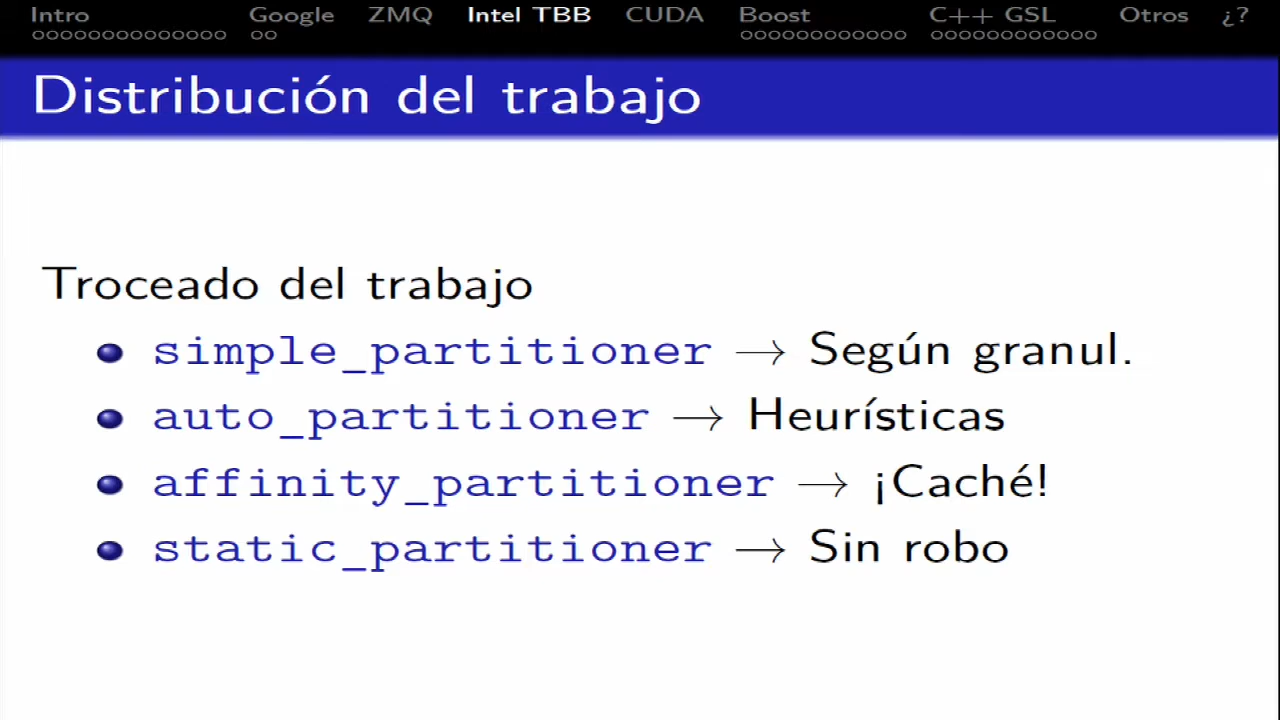 Intro Google ZMQ Intel TBB CUDA Boost C++ GSL Otros ¿?
Distribución del trabajo
Troceado del trabajo
simple_partitioner → Según granul.
auto_partitioner → Heurísticas
affinity_partitioner → ¡Caché!
static_partitioner → Sin robo